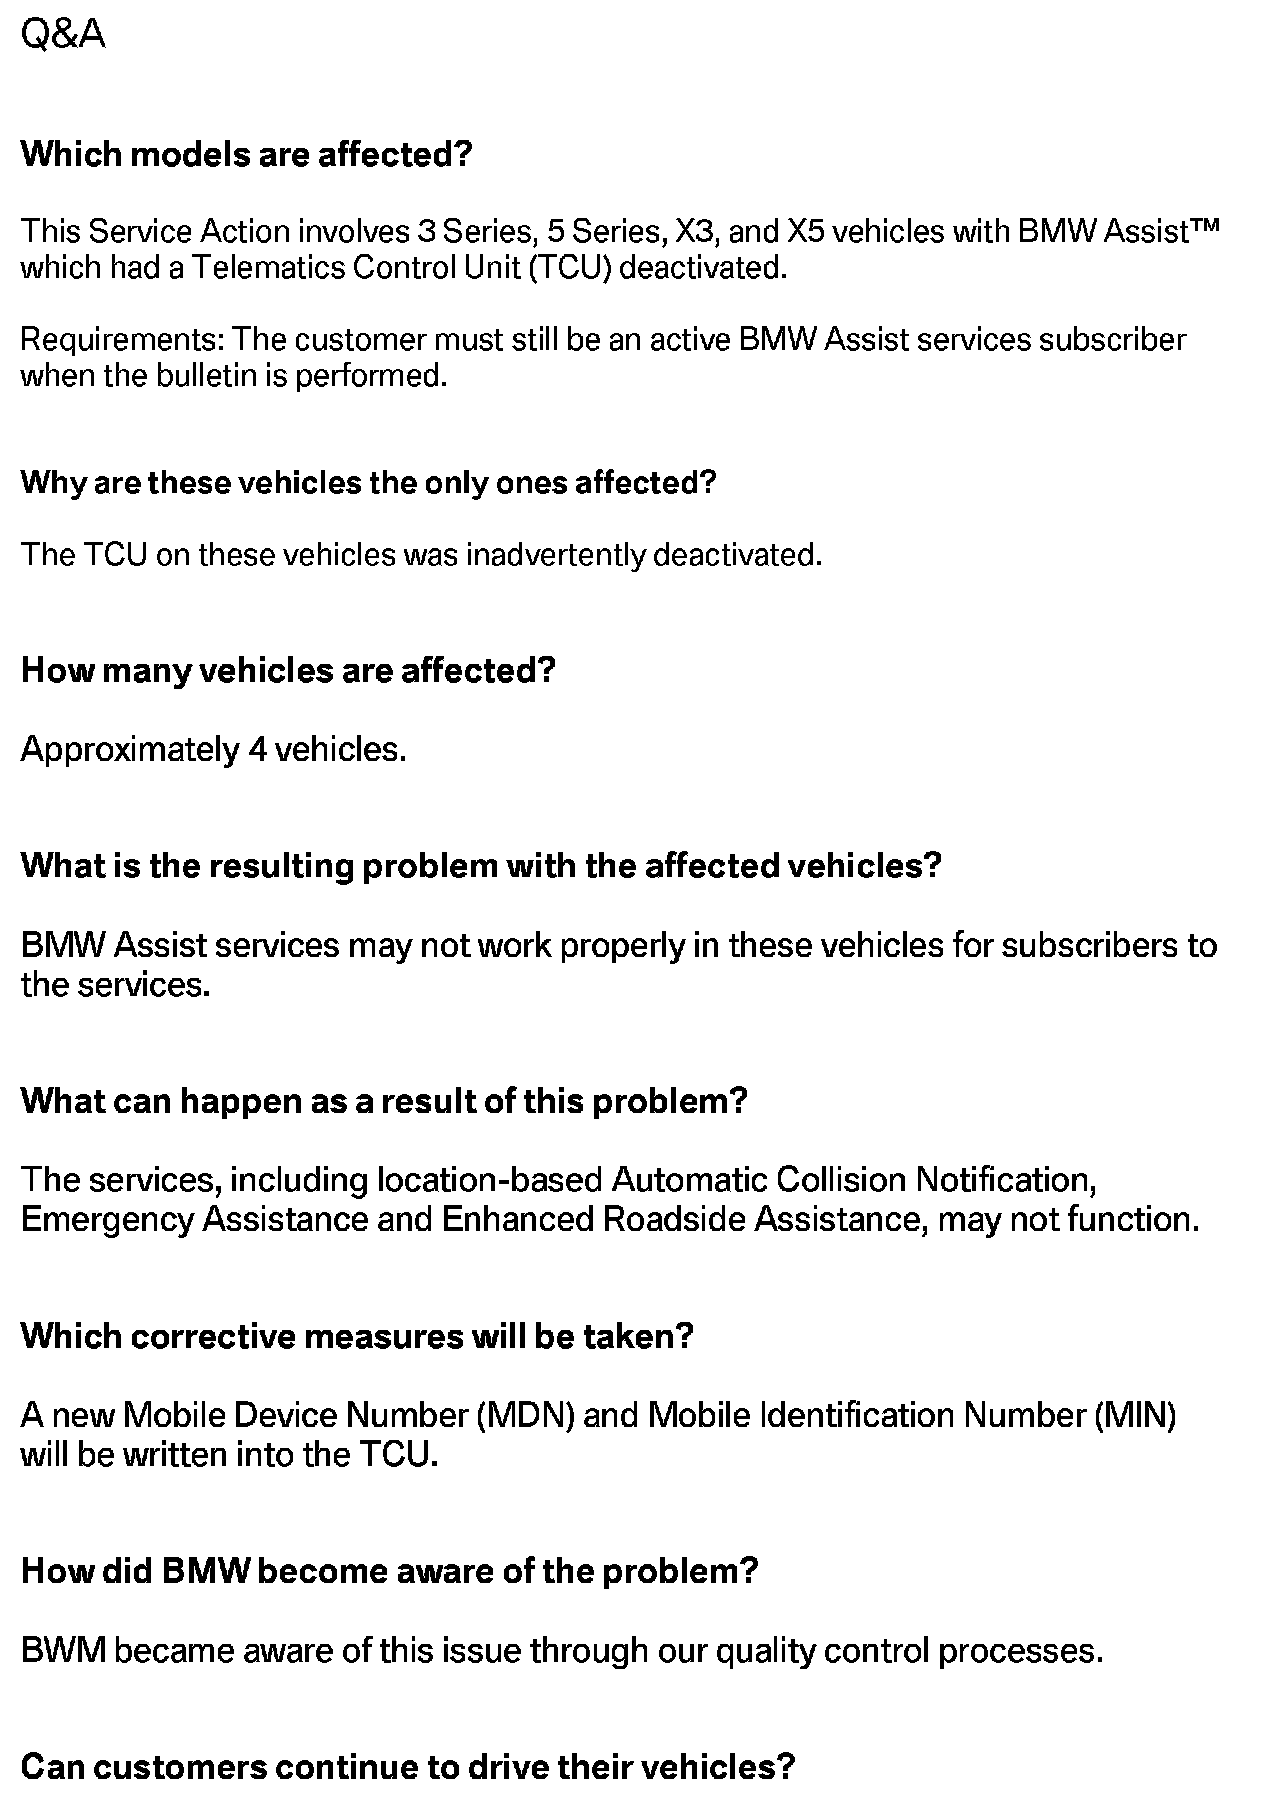 Q&A
Which models are affected?
This Service Action involves 3 Series, 5 Series, X3, and X5 vehicles with BMW Assist™
which had a Telematics Control Unit (TCU) deactivated.
Requirements: The customer must still be an active BMW Assist services subscriber
when the bulletin is performed.
Why are these vehicles the only ones affected?
The TCU on these vehicles was inadvertently deactivated.
How many vehicles are affected?
Approximately 4 vehicles.
What is the resulting problem with the affected vehicles?
BMW Assist services may not work properly in these vehicles for subscribers to
the services.
What can happen as a result of this problem?
The services, including location-based Automatic Collision Notification,
Emergency Assistance and Enhanced Roadside Assistance, may not function.
Which corrective measures will be taken?
A new Mobile Device Number (MDN) and Mobile Identification Number (MIN)
will be written into the TCU.
How did BMW become aware of the problem?
BWM became aware of this issue through our quality control processes.
Can customers continue to drive their vehicles?